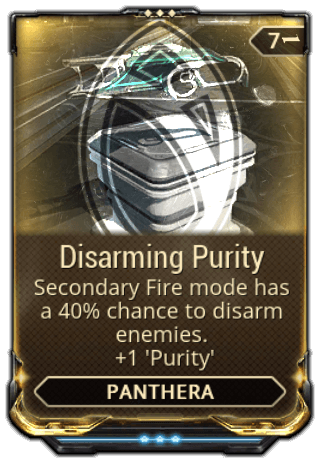 7
Disarming Purity
Secondary Fire mode has
a 40% chance to disarm
enemies.
+1 'Purity'
PANTHERA